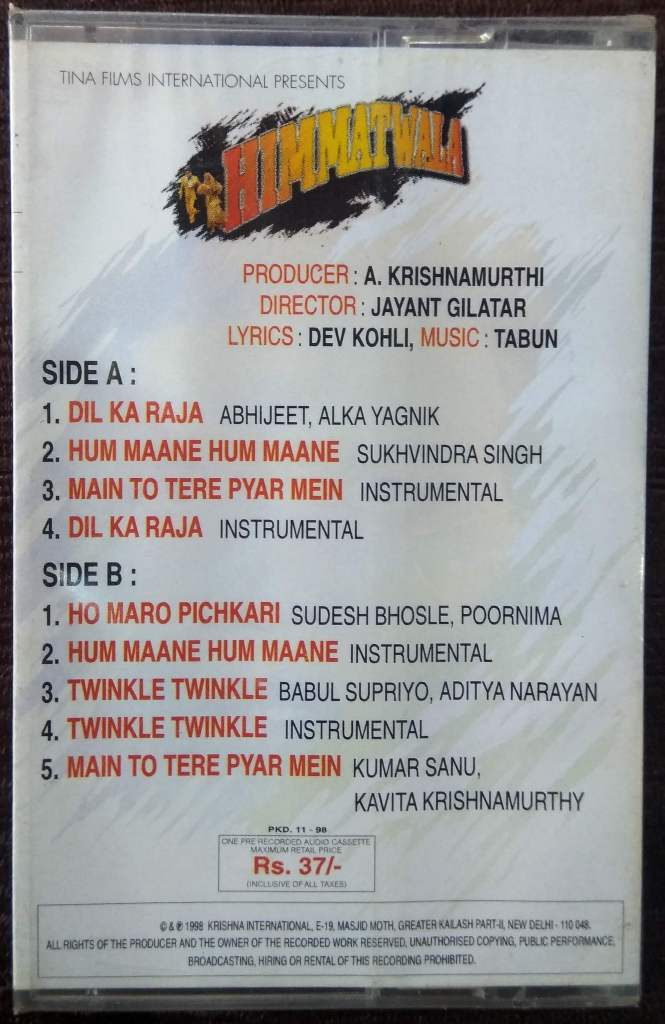 TINA FILMS INTERNATIONAL PRESENTS
HIMMATWALA
PRODUCER : A. KRISHNAMURTHI
DIRECTOR : JAYANT GILATAR
LYRICS : DEV KOHLI, MUSIC : TABUN
SIDE A :
1. DIL KA RAJA ABHIJEET, ALKA YAGNIK
2. HUM MAANE HUM MAANE SUKHVINDRA SINGH
3. MAIN TO TERE PYAR MEIN INSTRUMENTAL
4. DIL KA RAJA INSTRUMENTAL
SIDE B :
1. HO MARO PICHKARI SUDESH BHOSLE, POORNIMA
2. HUM MAANE HUM MAANE INSTRUMENTAL
3. TWINKLE TWINKLE BABUL SUPRIYO, ADITYA NARAYAN
4. TWINKLE TWINKLE INSTRUMENTAL
5. MAIN TO TERE PYAR MEIN KUMAR SANU,
KAVITA KRISHNAMURTHY
PKD. 11 - 98
ONE PRE RECORDED AUDIO CASSETTE
MAXIMUM RETAIL PRICE
Rs. 37/-
(INCLUSIVE OF ALL TAXES)
© & ℗ 1998 KRISHNA INTERNATIONAL, E-19, MASJID MOTH, GREATER KAILASH PART-II, NEW DELHI - 110 048.
ALL RIGHTS OF THE PRODUCER AND THE OWNER OF THE RECORDED WORK RESERVED, UNAUTHORISED COPYING, PUBLIC PERFORMANCE,
BROADCASTING, HIRING OR RENTAL OF THIS RECORDING PROHIBITED.